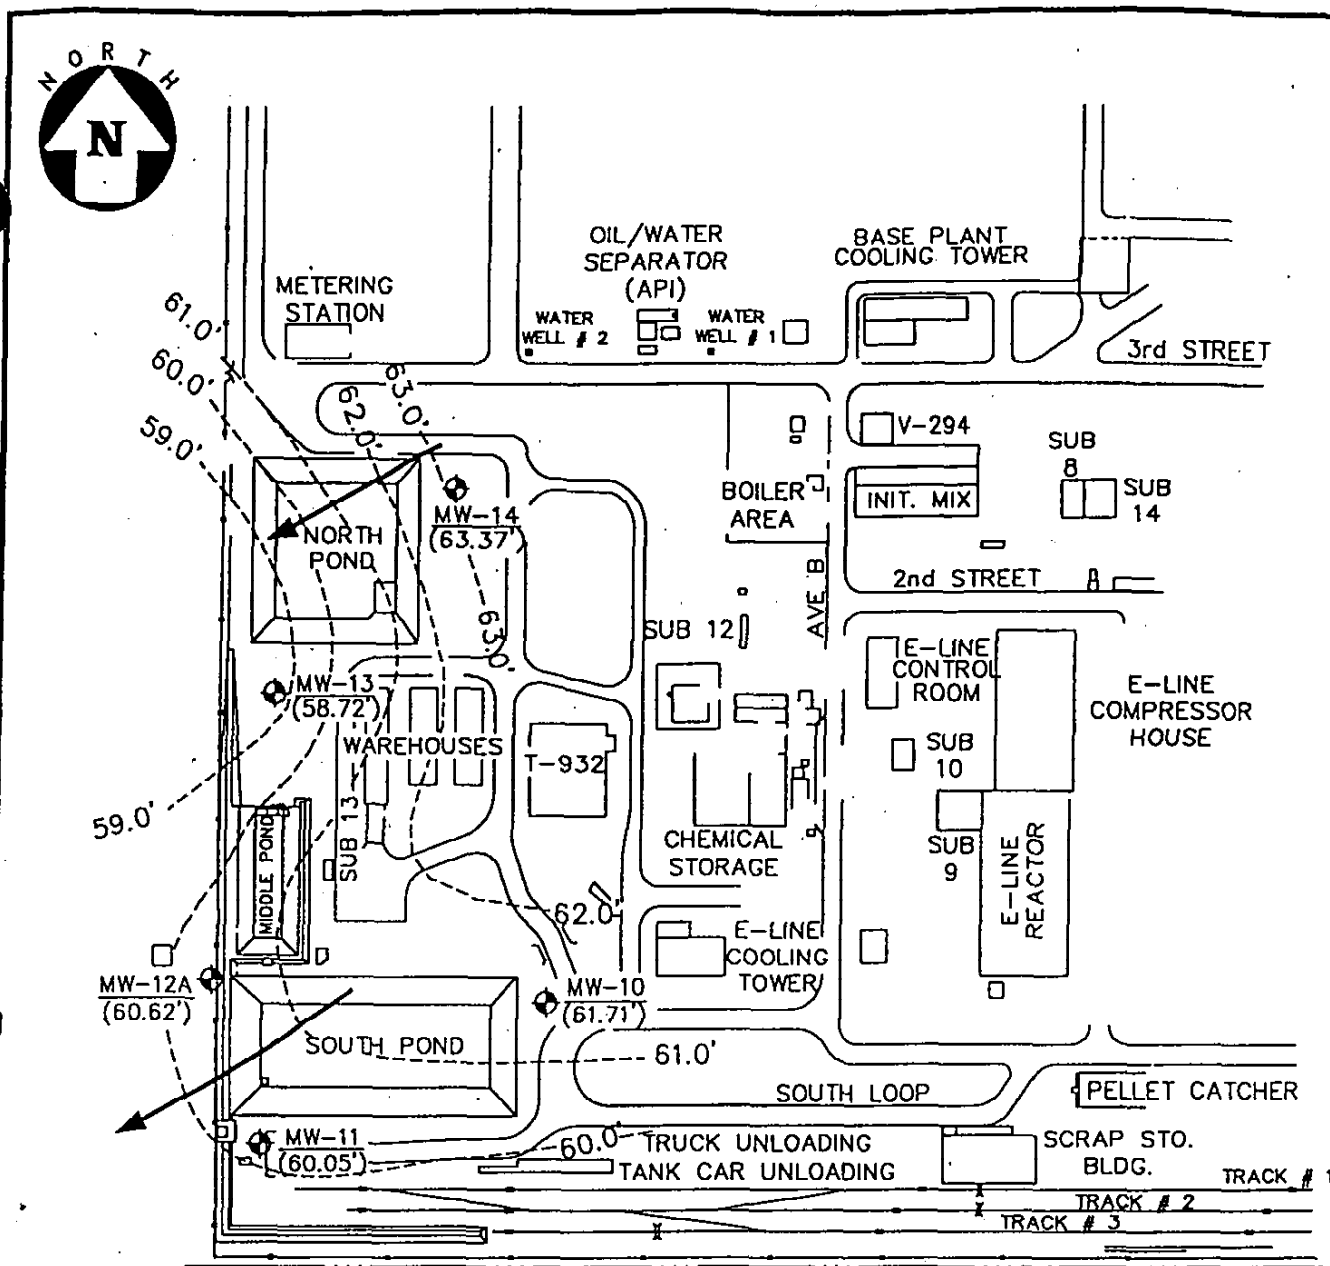 NORTH
N
OIL/WATER
SEPARATOR
(API)
BASE PLANT
COOLING TOWER
METERING
STATION
WATER
WELL # 2
WATER
WELL # 1
61.0'
60.0'
59.0'
62.0'
63.0'
3rd STREET
V-294
SUB
8
SUB
14
INIT. MIX
BOILER
AREA
MW-14
(63.37')
NORTH
POND
2nd STREET
AVE B
SUB 12
63.0'
E-LINE
CONTROL
ROOM
E-LINE
COMPRESSOR
HOUSE
MW-13
(58.72')
WAREHOUSES
T-932
SUB
10
59.0'
SUB 13
MIDDLE POND
CHEMICAL
STORAGE
SUB
9
E-LINE
REACTOR
62.0'
E-LINE
COOLING
TOWER
MW-12A
(60.62')
MW-10
(61.71')
SOUTH POND
61.0'
SOUTH LOOP
PELLET CATCHER
MW-11
(60.05')
60.0'
TRUCK UNLOADING
TANK CAR UNLOADING
SCRAP STO.
BLDG.
TRACK # 1
TRACK # 2
TRACK # 3